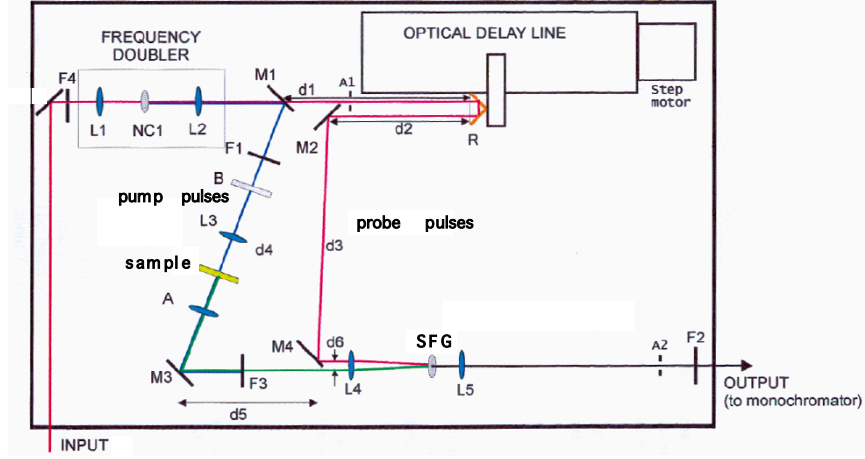 FREQUENCY
DOUBLER
OPTICAL DELAY LINE
Step
motor
F4
M1
d1
A1
L1
NC1
L2
M2
d2
R
F1
B
pump pulses
L3
d4
probe pulses
d3
sample
A
M4
d6
SFG
A2
F2
M3
F3
L4
L5
OUTPUT
(to monochromator)
d5
INPUT